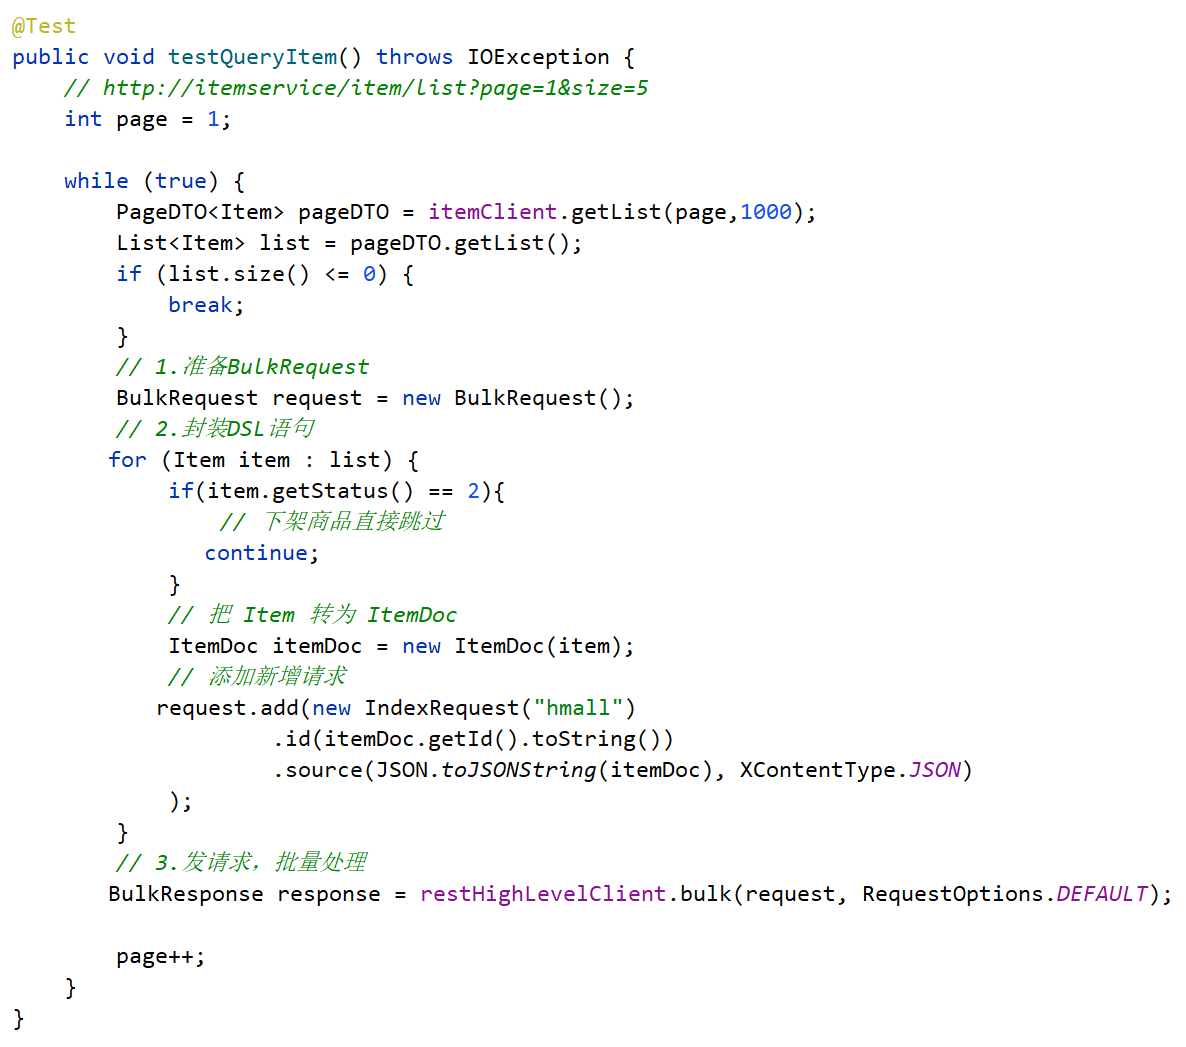 @Test
public void testQueryItem() throws IOException {
// http://itemservice/item/list?page=1&size=5
int page = 1;
while (true) {
PageDTO<Item> pageDTO = itemClient.getList(page,1000);
List<Item> list = pageDTO.getList();
if (list.size() <= 0) {
break;
}
// 1.准备BulkRequest
BulkRequest request = new BulkRequest();
// 2.封装DSL语句
for (Item item : list) {
if(item.getStatus() == 2){
// 下架商品直接跳过
continue;
}
// 把 Item 转为 ItemDoc
ItemDoc itemDoc = new ItemDoc(item);
// 添加新增请求
request.add(new IndexRequest("hmall")
.id(itemDoc.getId().toString())
.source(JSON.toJSONString(itemDoc), XContentType.JSON)
);
}
// 3.发请求，批量处理
BulkResponse response = restHighLevelClient.bulk(request, RequestOptions.DEFAULT);
page++;
}
}